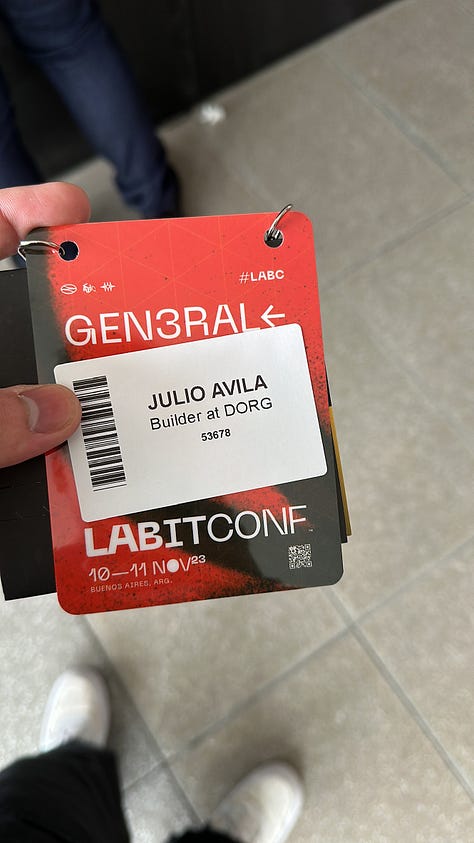 #LABC
GEN3RAL←
JULIO AVILA
Builder at DORG
53678
LABITCONF
10—11 NOV23
BUENOS AIRES, ARG.